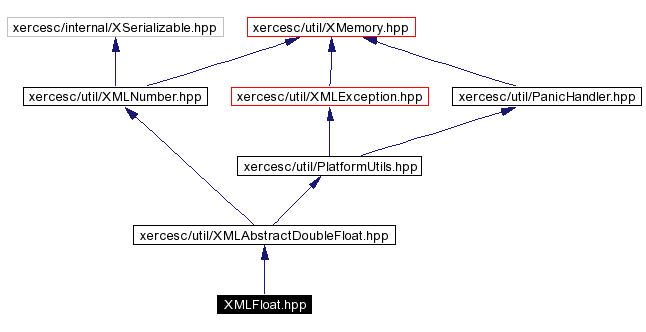 xercesc/internal/XSerializable.hpp
xercesc/util/XMemory.hpp
xercesc/util/XMLNumber.hpp
xercesc/util/XMLException.hpp
xercesc/util/PanicHandler.hpp
xercesc/util/PlatformUtils.hpp
xercesc/util/XMLAbstractDoubleFloat.hpp
XMLFloat.hpp